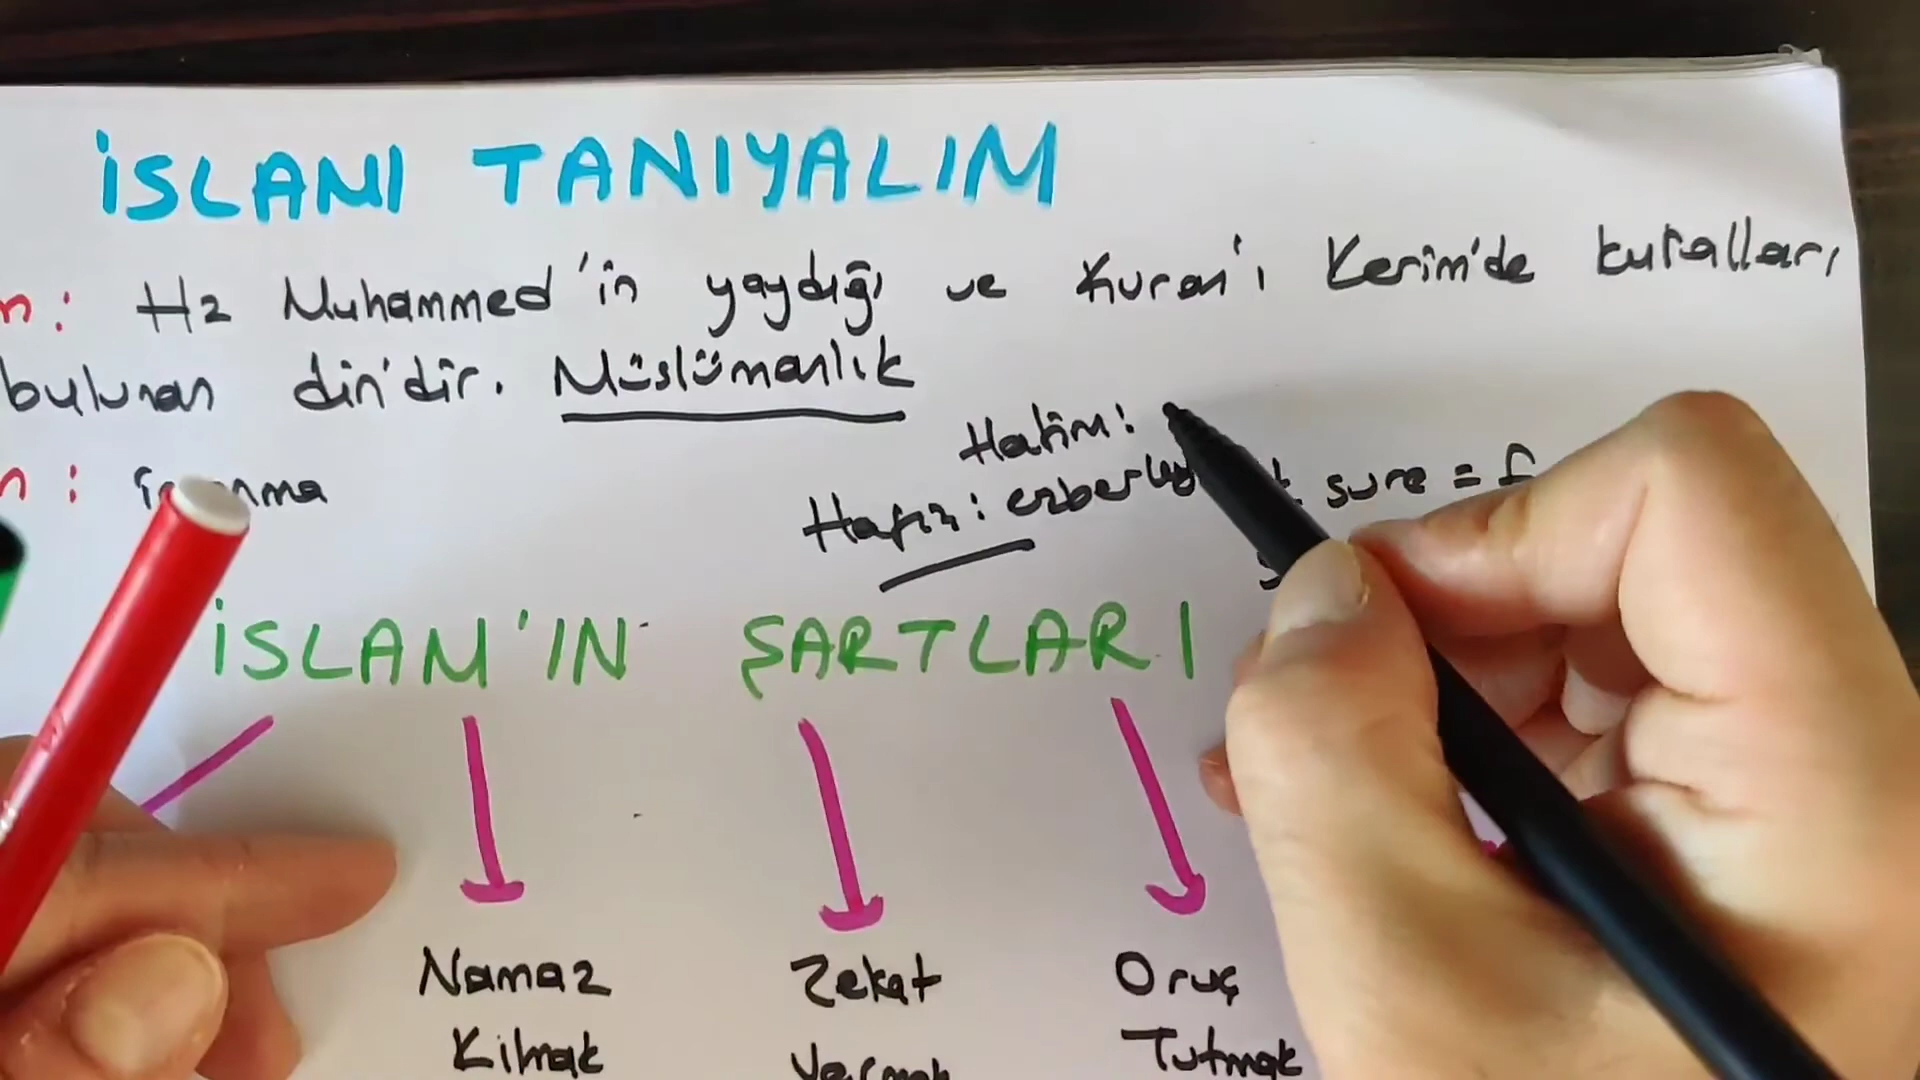 İSLAMI TANIYALIM
n: Hz Muhammed'in yaydığı ve Kuran'ı Kerim'de kuralları
bulunan din'dir. Müslümanlık
Hatim:
n:
Hafız: sure =
İSLAM'IN ŞARTLARI
Namaz Zekat Oruç
Kılmak Vermek Tutmak